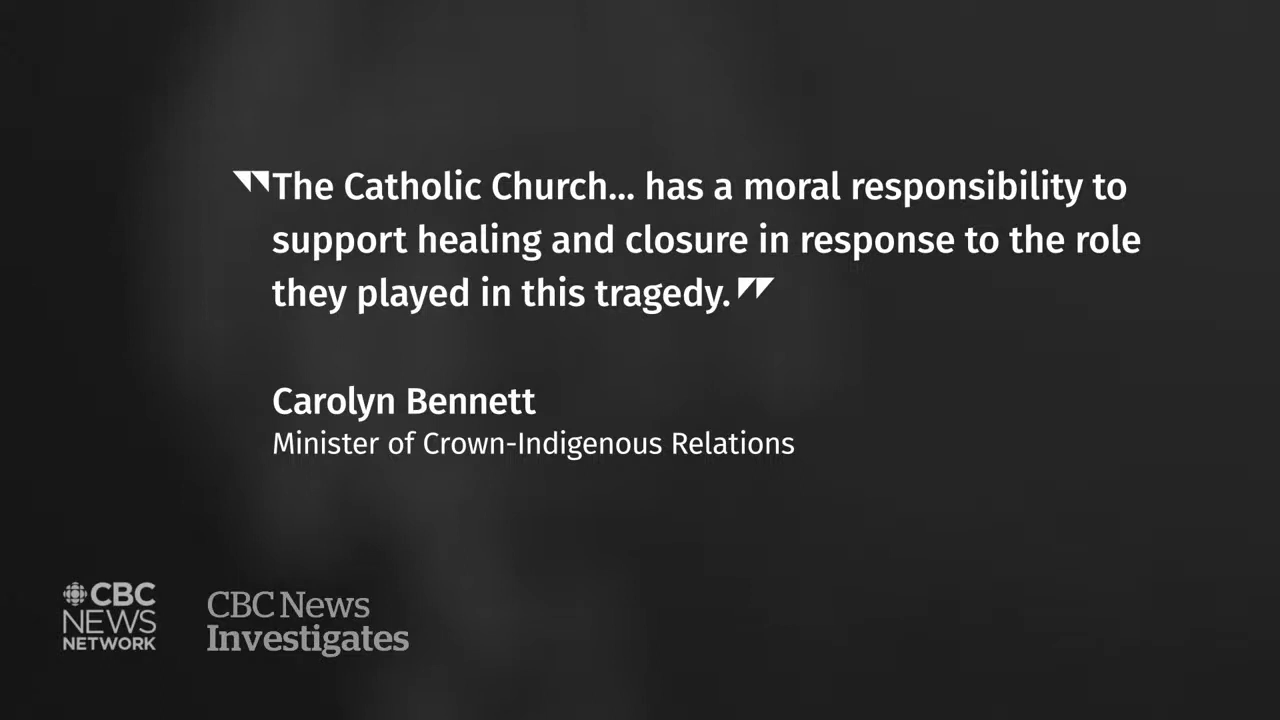 "The Catholic Church... has a moral responsibility to
support healing and closure in response to the role
they played in this tragedy."
Carolyn Bennett
Minister of Crown-Indigenous Relations
CBC
NEWS
NETWORK
CBC News
Investigates